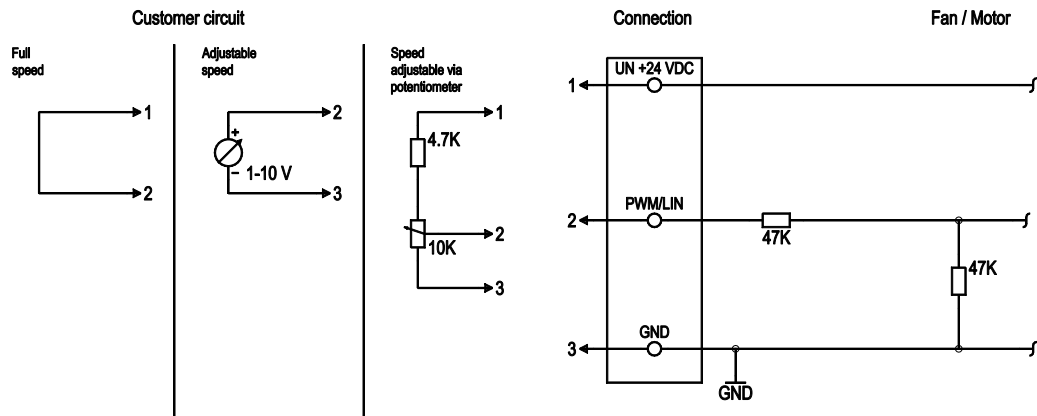 Customer circuit
Full
speed
1
2
Adjustable
speed
+
2
−
1-10 V
3
Speed
adjustable via
potentiometer
1
4.7K
2
10K
3
Connection
Fan / Motor
UN +24 VDC
1
PWM/LIN
2
47K
47K
GND
3
GND